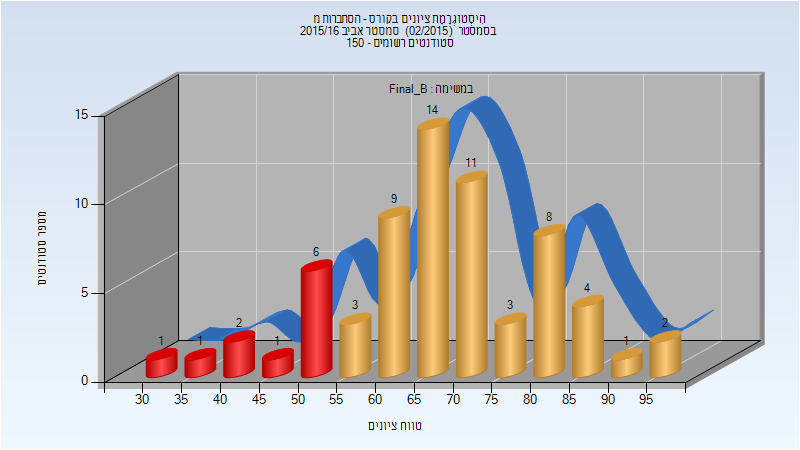 היסטוגרמת ציונים בקורס - הסתברות מ
בסמסטר (02/2015) סמסטר אביב 2015/16
סטודנטים רשומים - 150
במשימה : Final_B
מספר סטודנטים
15
10
5
0
1
1
2
1
6
3
9
14
11
3
8
4
1
2
30 35 40 45 50 55 60 65 70 75 80 85 90 95
טווח ציונים